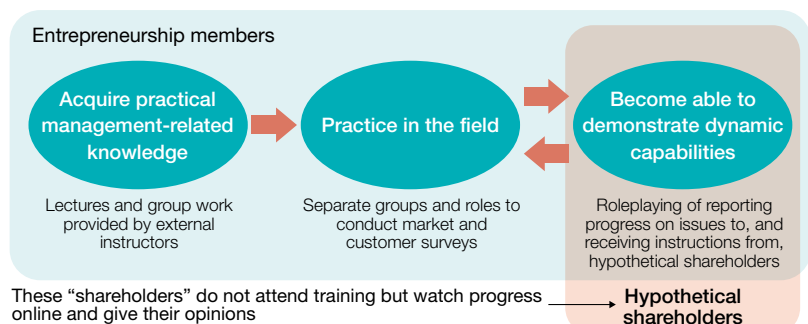 Entrepreneurship members
Acquire practical
management-related
knowledge
Practice in the field
Become able to
demonstrate dynamic
capabilities
Lectures and group work
provided by external
instructors
Separate groups and roles to
conduct market and
customer surveys
Roleplaying of reporting
progress on issues to, and
receiving instructions from,
hypothetical shareholders
These “shareholders” do not attend training but watch progress
online and give their opinions
Hypothetical
shareholders